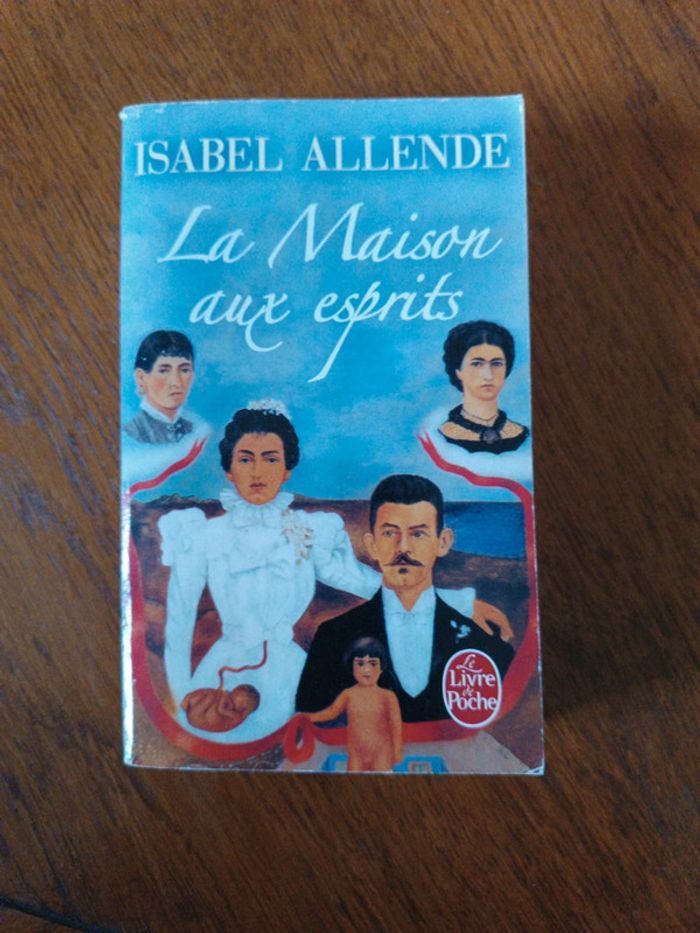 ISABEL ALLENDE
La Maison
aux esprits
Le
Livre
de
Poche